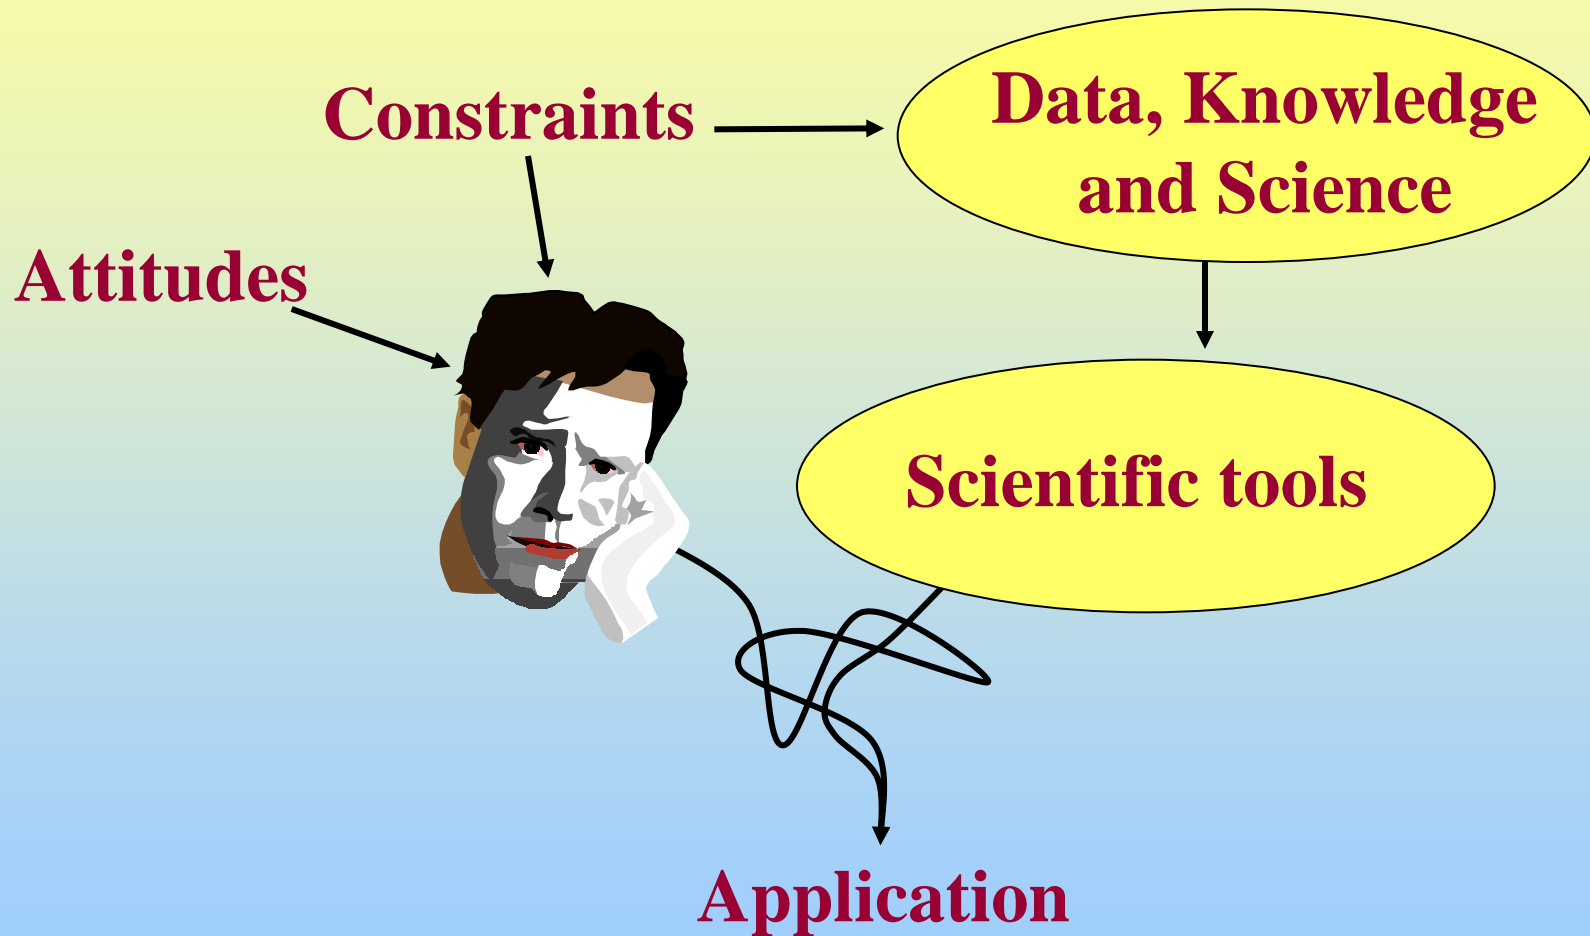 Constraints
Data, Knowledge
and Science
Attitudes
Scientific tools
Application